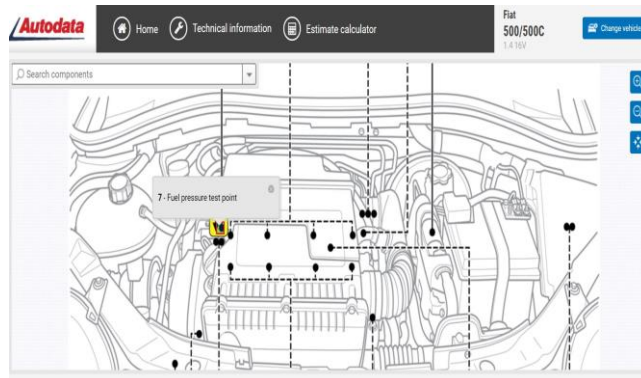 Autodata
Home
Technical information
Estimate calculator
Fiat
500/500C
1.4 16V
Change vehicle
Search components
7 - Fuel pressure test point